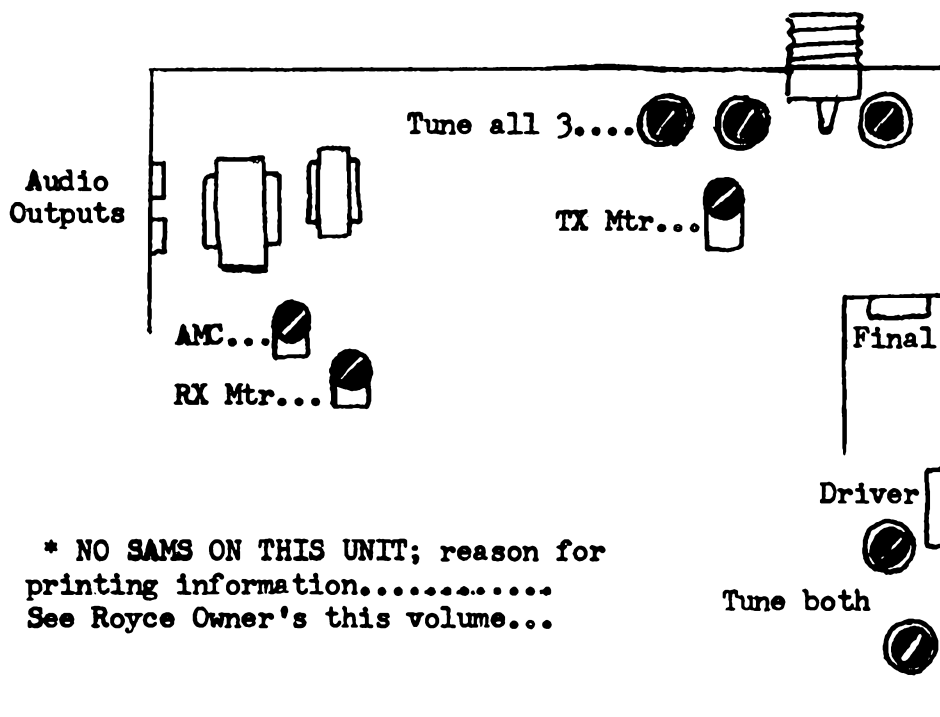 Tune all 3....
Audio
Outputs
TX Mtr...
AMC...
RX Mtr...
Final
Driver
* NO SAMS ON THIS UNIT; reason for
printing information.............
See Royce Owner's this volume...
Tune both